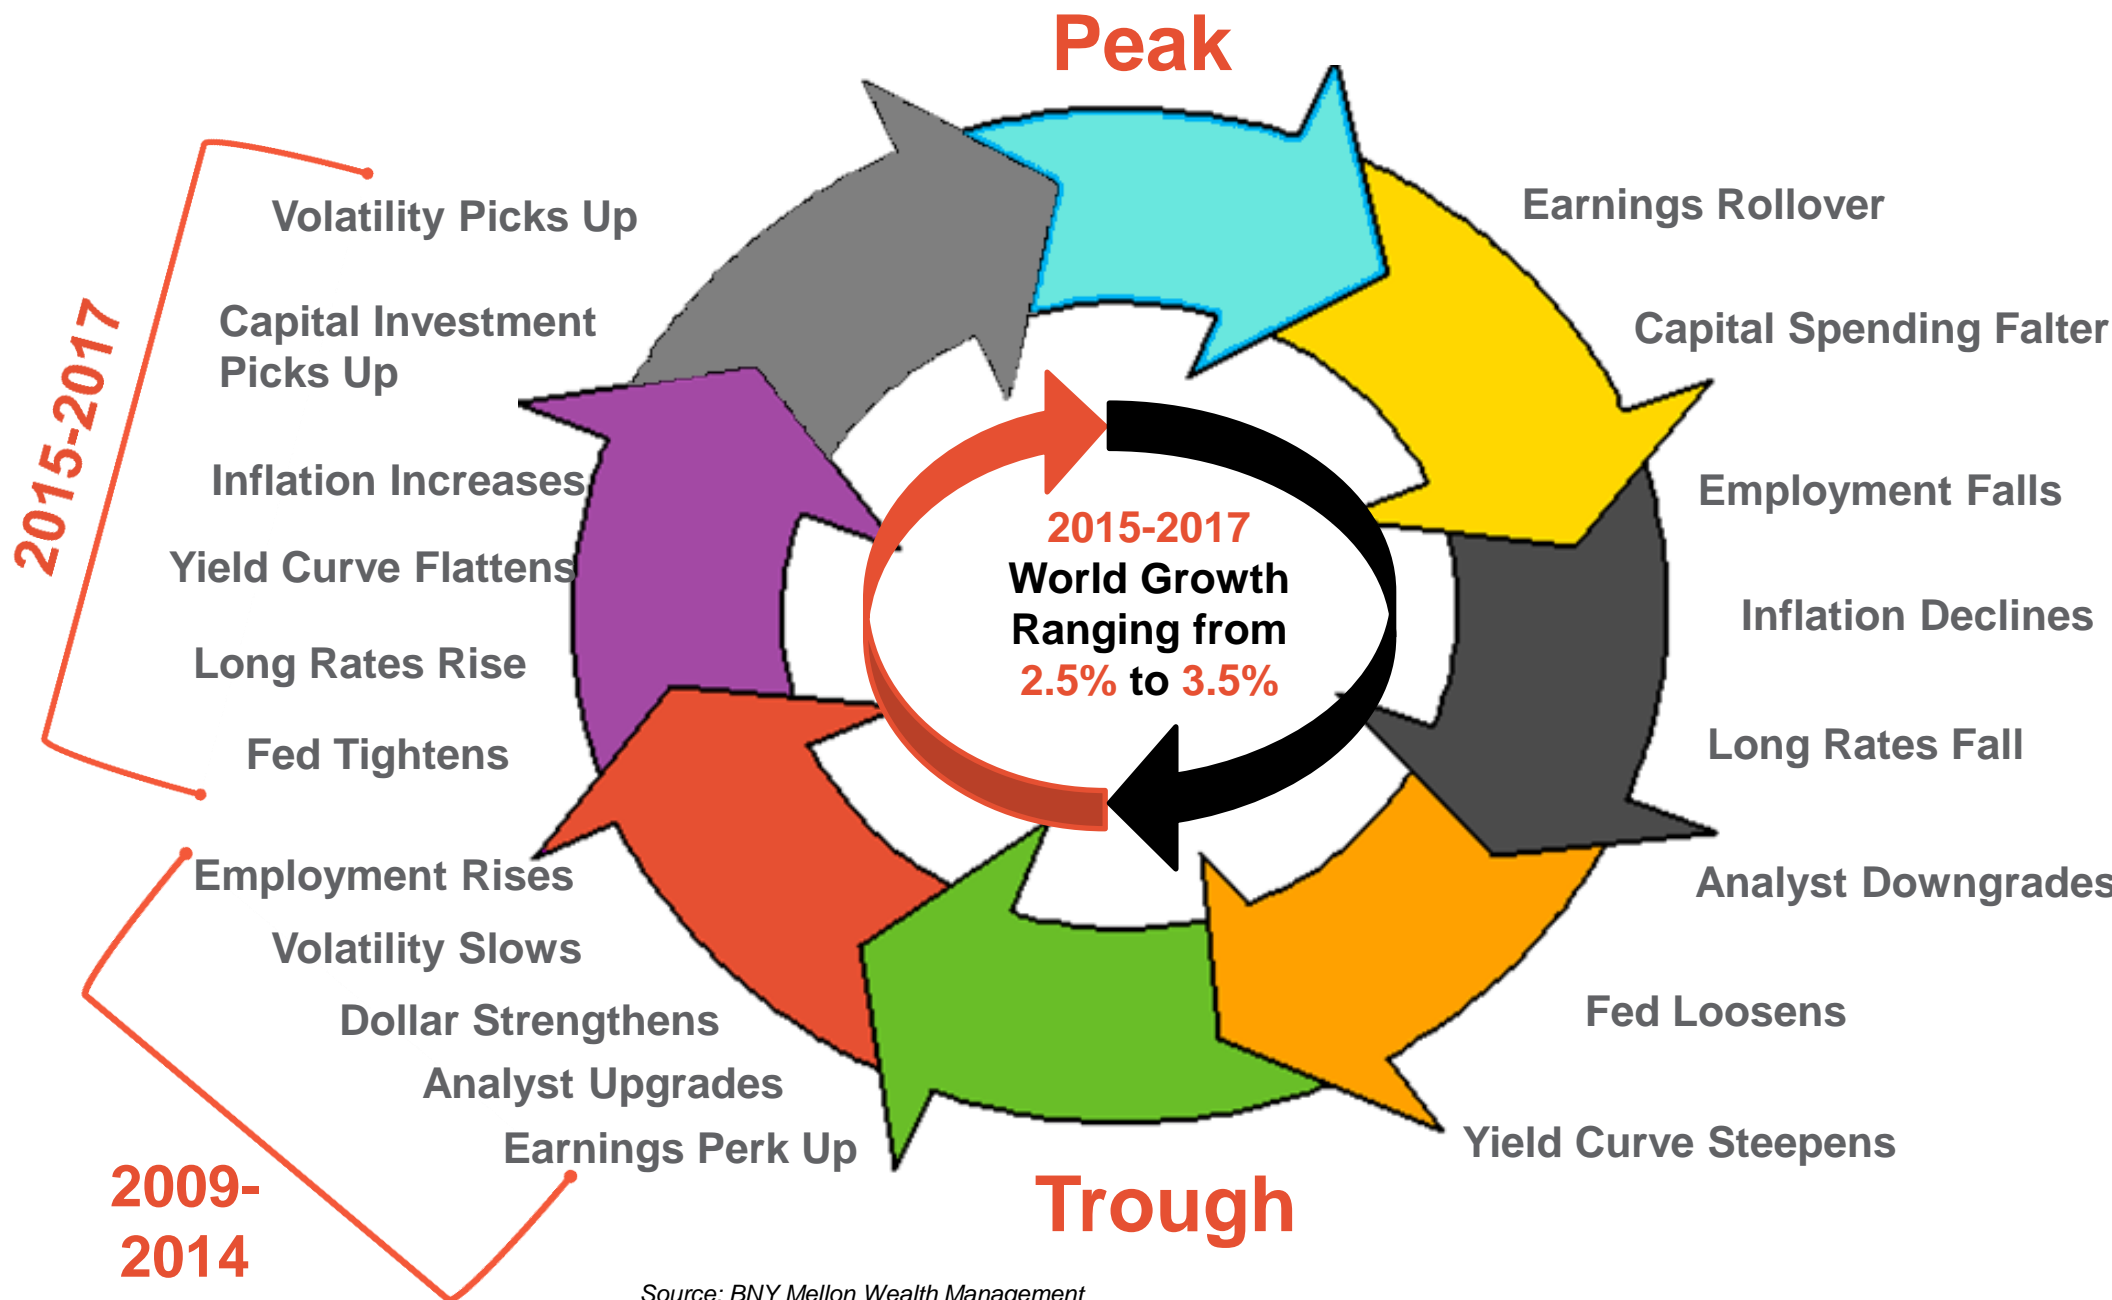 Peak
Volatility Picks Up
Capital Investment
Picks Up
Inflation Increases
Yield Curve Flattens
Long Rates Rise
Fed Tightens
2015-2017
Employment Rises
Volatility Slows
Dollar Strengthens
Analyst Upgrades
Earnings Perk Up
2009-
2014
2015-2017
World Growth
Ranging from
2.5% to 3.5%
Earnings Rollover
Capital Spending Falter
Employment Falls
Inflation Declines
Long Rates Fall
Analyst Downgrades
Fed Loosens
Yield Curve Steepens
Trough
Source: BNY Mellon Wealth Management